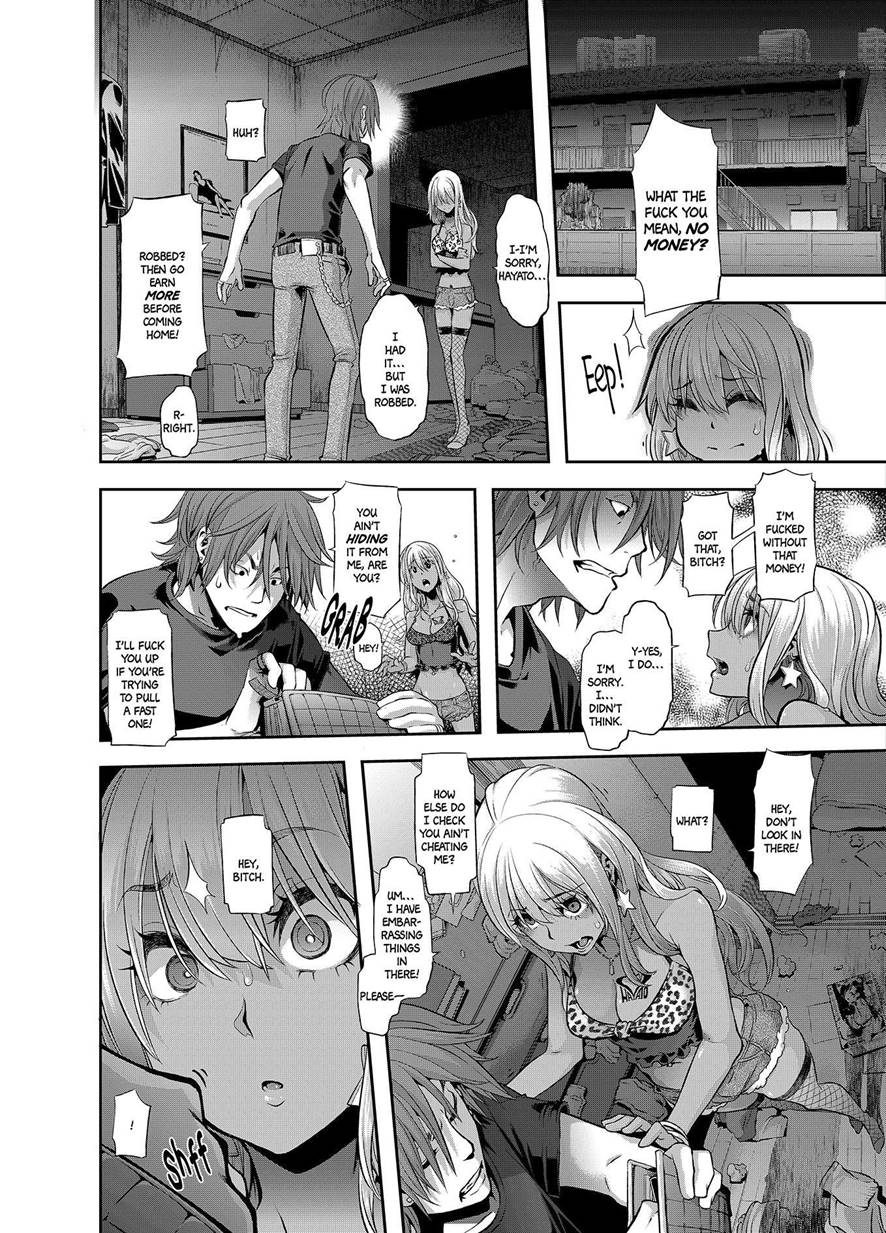 WHAT THE
FUCK YOU
MEAN, NO
MONEY?
Eep!
I-I'M
SORRY,
HAYATO...
HUH?
I
HAD
IT...
BUT
I WAS
ROBBED.
ROBBED?
THEN GO
EARN
MORE
BEFORE
COMING
HOME!
R-
RIGHT.
I'M
FUCKED
WITHOUT
THAT
MONEY!
GOT
THAT,
BITCH?
Y-YES,
I DO...
I'M
SORRY.
I...
DIDN'T
THINK.
YOU
AIN'T
HIDING
IT FROM
ME, ARE
YOU?
GRAB
HEY!
I'LL FUCK
YOU UP
IF YOU'RE
TRYING
TO PULL
A FAST
ONE!
HEY,
DON'T
LOOK IN
THERE!
WHAT?
HOW
ELSE DO
I CHECK
YOU AIN'T
CHEATING
ME?
UM...
I HAVE
EMBAR-
RASSING
THINGS
IN
THERE!
PLEASE—
HAYATO
HEY,
BITCH.
!
Shff